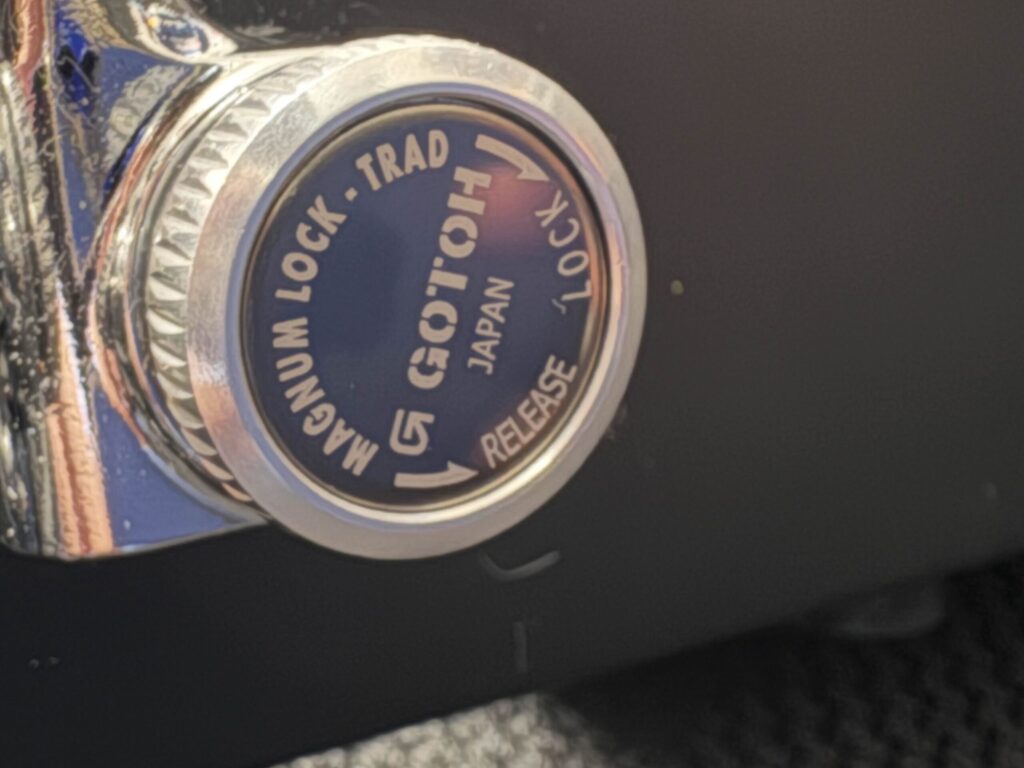 MAGNUM LOCK - TRAD
GOTOH
JAPAN
LOCK
RELEASE